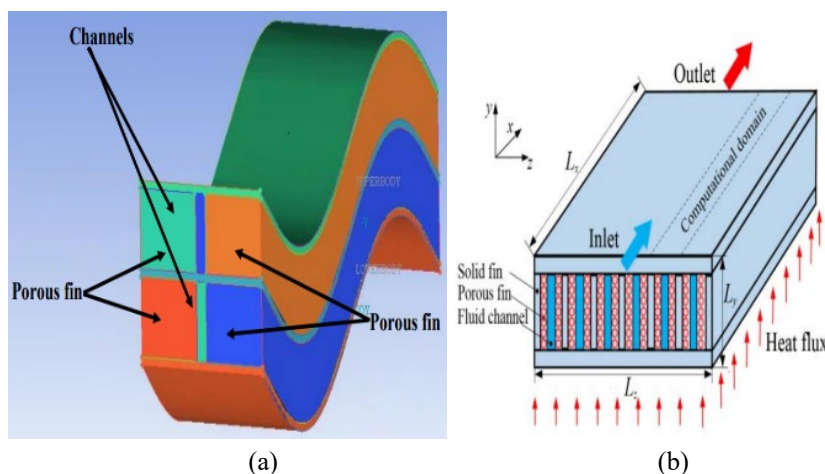 Channels
UPPERBODY
LOWERBODY
Porous fin
Porous fin
(a)
Outlet
y
x
z
Lx
Computational domain
Inlet
Solid fin
Porous fin
Fluid channel
Ly
Heat flux
Lz
(b)